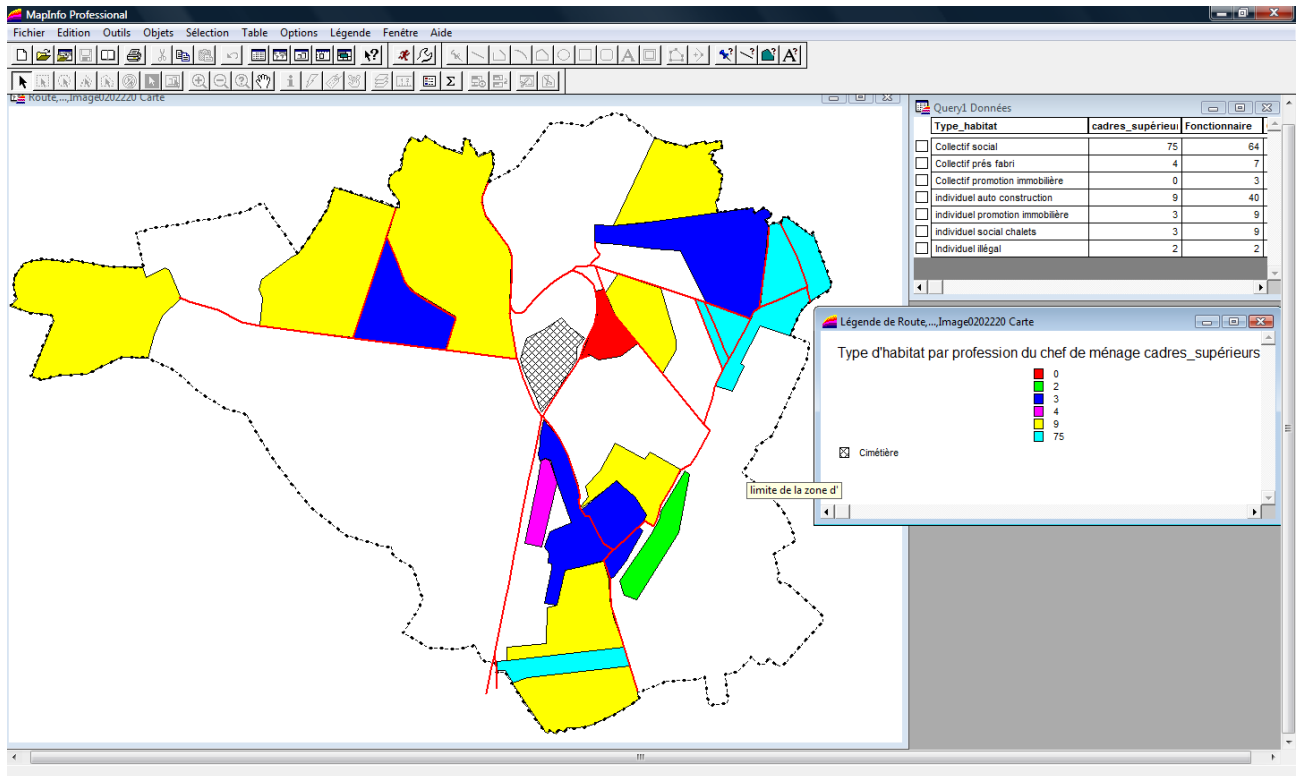 MapInfo Professional
Fichier Edition Outils Objets Sélection Table Options Légende Fenêtre Aide
Route,...,Image0202220 Carte
Query1 Données
Type_habitat cadres_supérieu Fonctionnaire
Collectif social 75 64
Collectif prés fabri 4 7
Collectif promotion immobilière 0 3
individuel auto construction 9 40
individuel promotion immobilière 3 9
individuel social chalets 3 9
Individuel illégal 2 2
Légende de Route,...,Image0202220 Carte
Type d'habitat par profession du chef de ménage cadres_supérieurs
0
2
3
4
9
75
Cimétière
limite de la zone d'